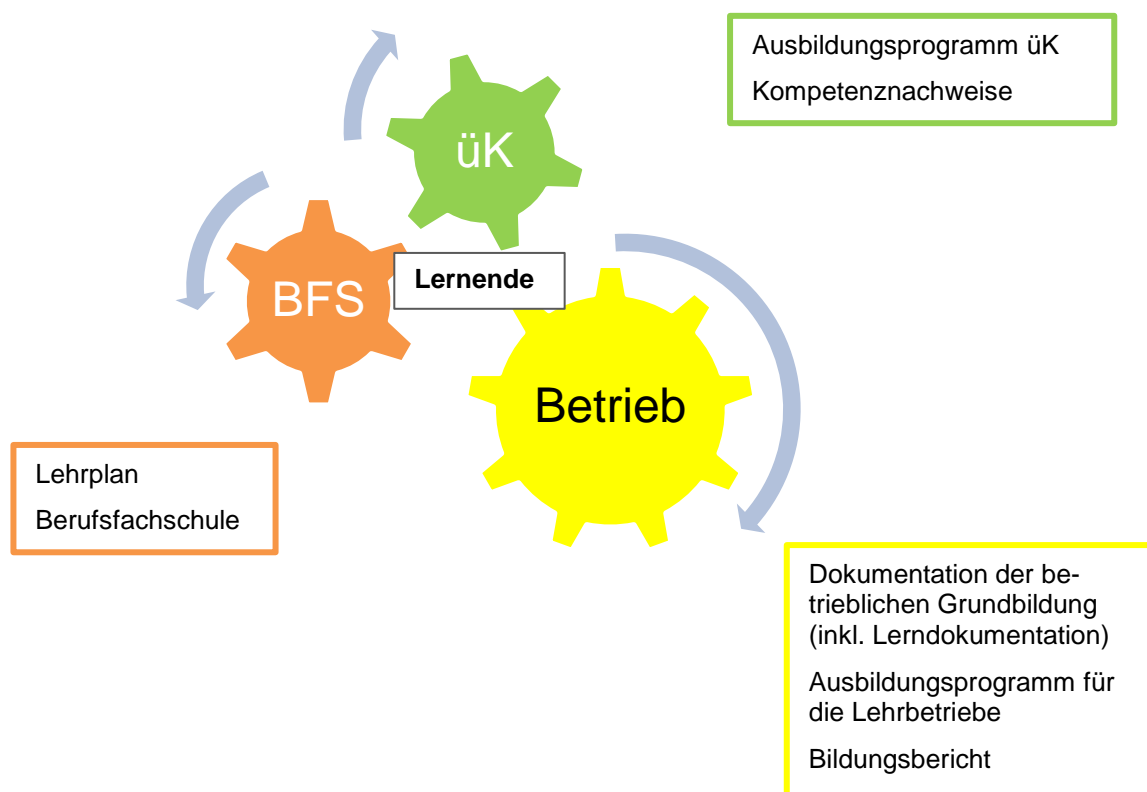 Ausbildungsprogramm üK
Kompetenznachweise
üK
BFS
Lernende
Betrieb
Lehrplan
Berufsfachschule
Dokumentation der be-
trieblichen Grundbildung
(inkl. Lerndokumentation)
Ausbildungsprogramm für
die Lehrbetriebe
Bildungsbericht